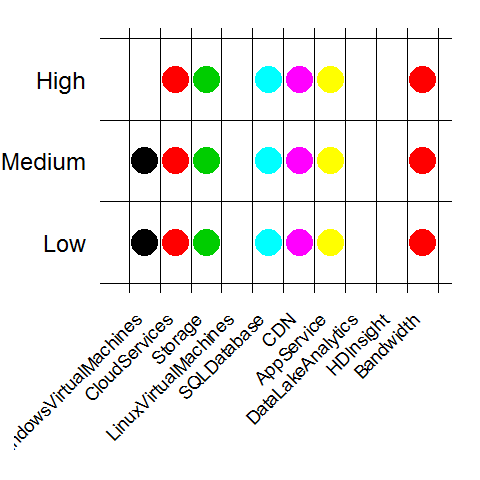 High
Medium
Low
ndowsVirtualMachines
CloudServices
Storage
LinuxVirtualMachines
SQLDatabase
CDN
AppService
DataLakeAnalytics
HDInsight
Bandwidth